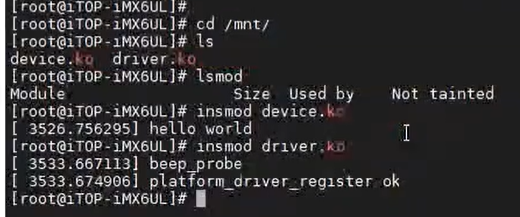 [root@iTOP-iMX6UL]#
[root@iTOP-iMX6UL]# cd /mnt/
[root@iTOP-iMX6UL]# ls
device.ko  driver.ko
[root@iTOP-iMX6UL]# lsmod
Module                  Size  Used by    Not tainted
[root@iTOP-iMX6UL]# insmod device.ko
[ 3526.756295] hello world
[root@iTOP-iMX6UL]# insmod driver.ko
[ 3533.667113] beep_probe
[ 3533.674906] platform_driver_register ok
[root@iTOP-iMX6UL]#